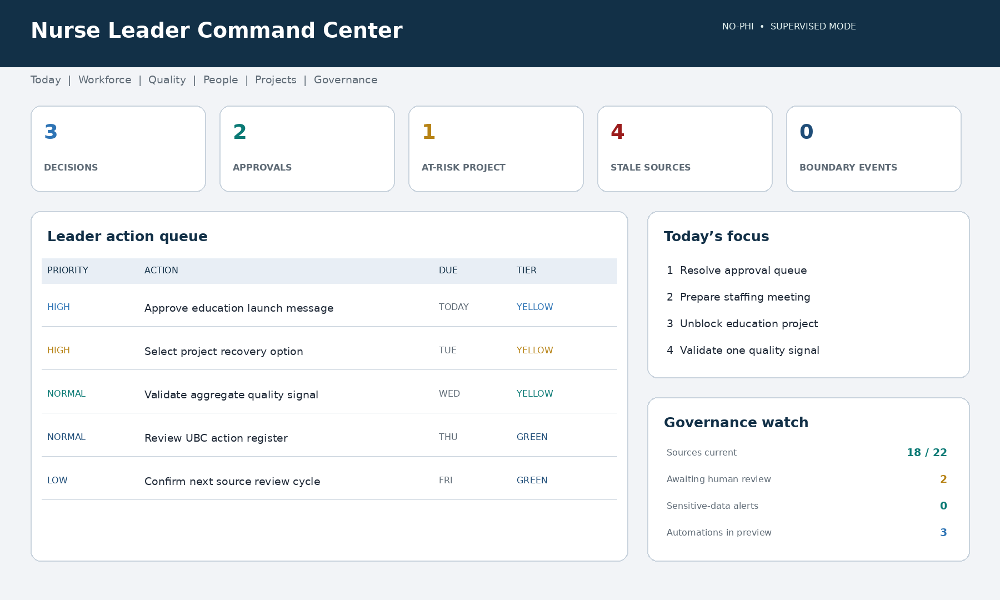 Nurse Leader Command Center
NO-PHI • SUPERVISED MODE
Today | Workforce | Quality | People | Projects | Governance
3
DECISIONS
2
APPROVALS
1
AT-RISK PROJECT
4
STALE SOURCES
0
BOUNDARY EVENTS
Leader action queue
PRIORITY ACTION DUE TIER
HIGH Approve education launch message TODAY YELLOW
HIGH Select project recovery option TUE YELLOW
NORMAL Validate aggregate quality signal WED YELLOW
NORMAL Review UBC action register THU GREEN
LOW Confirm next source review cycle FRI GREEN
Today’s focus
1 Resolve approval queue
2 Prepare staffing meeting
3 Unblock education project
4 Validate one quality signal
Governance watch
Sources current 18 / 22
Awaiting human review 2
Sensitive-data alerts 0
Automations in preview 3